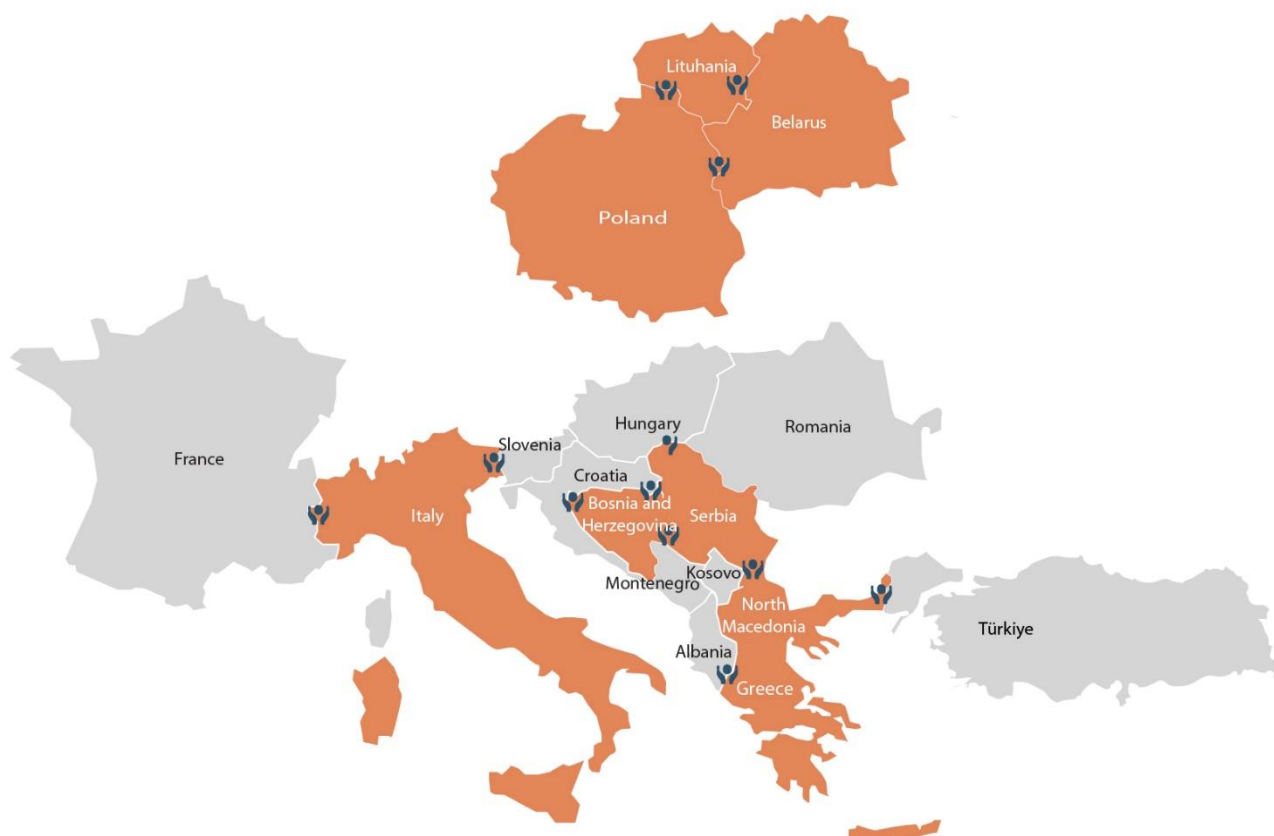 Lituhania
Belarus
Poland
Hungary
Romania
Slovenia
France
Croatia
Bosnia and
Herzegovina
Italy
Serbia
Kosovo
Montenegro
North
Macedonia
Türkiye
Albania
Greece